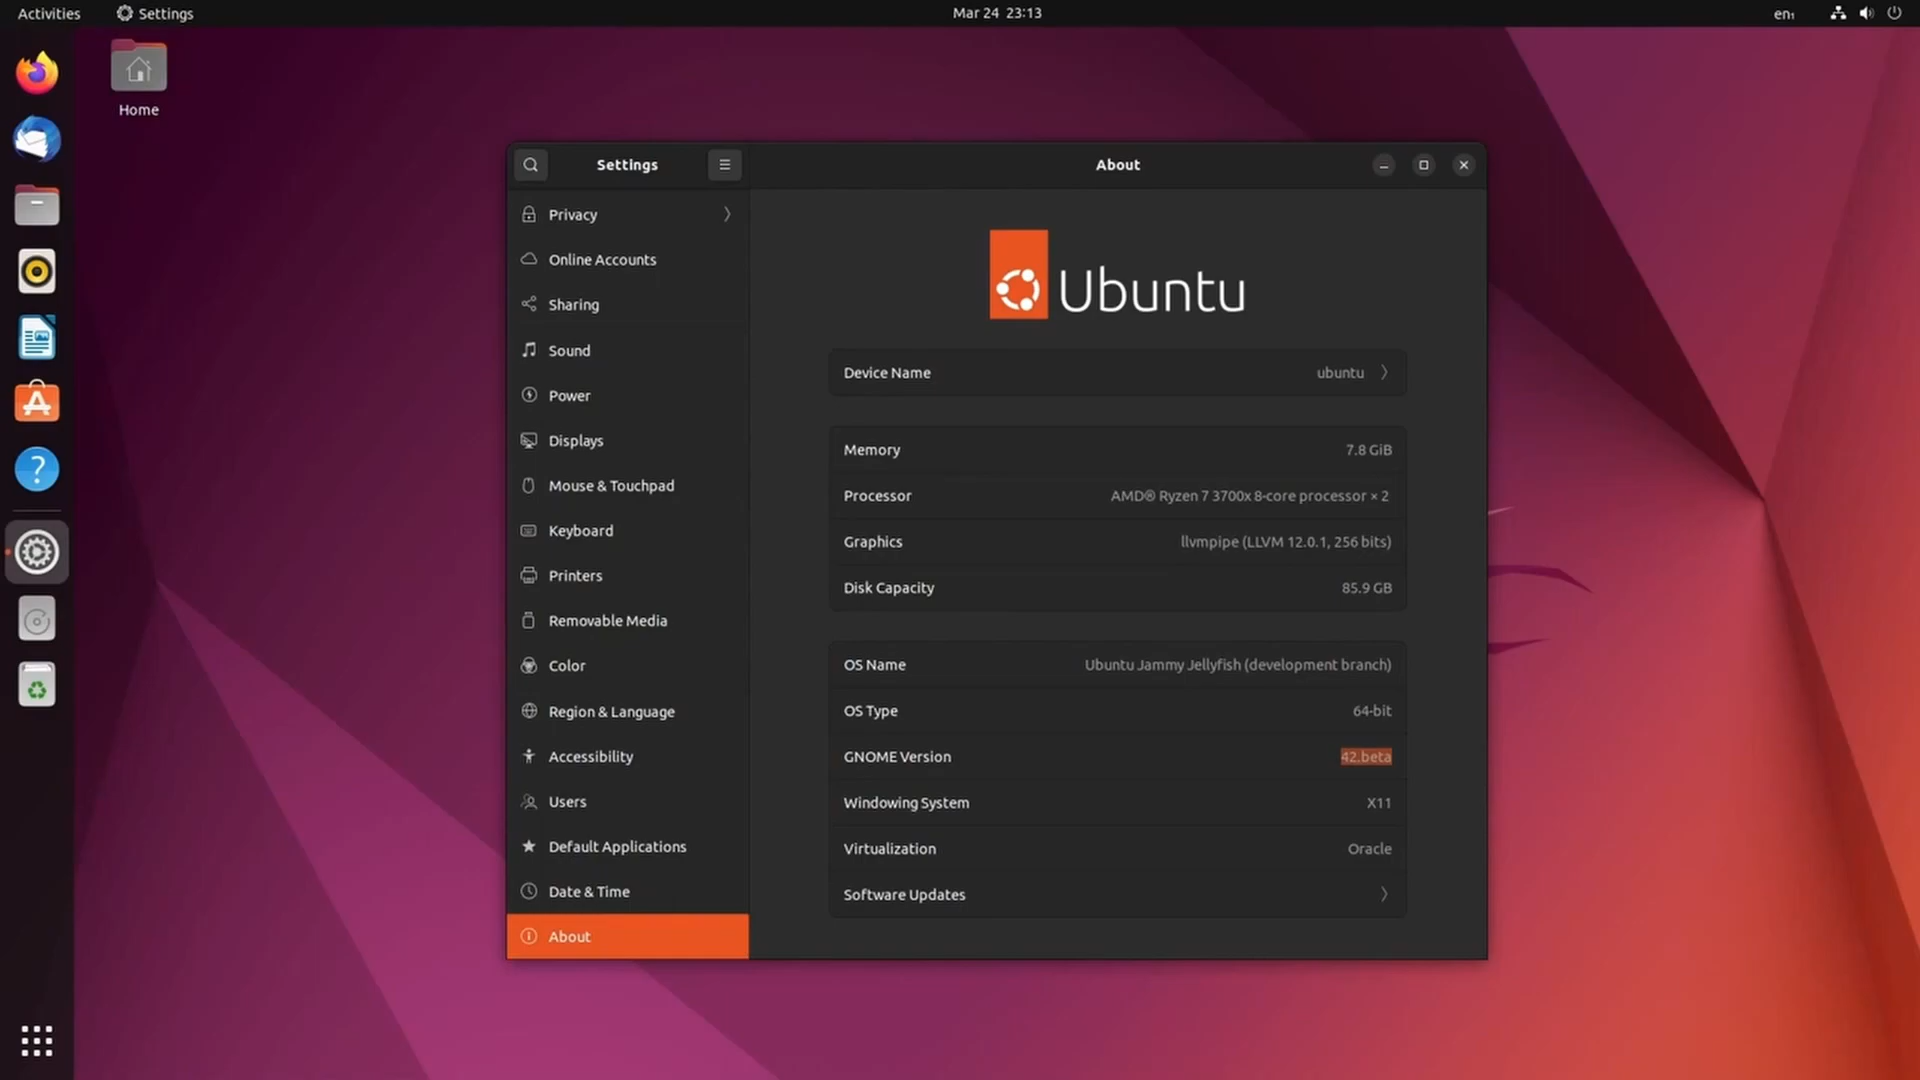 Activities
Settings
Mar 24 23:13
en₁
Home
Settings
About
Privacy
Online Accounts
Sharing
Sound
Power
Displays
Mouse & Touchpad
Keyboard
Printers
Removable Media
Color
Region & Language
Accessibility
Users
Default Applications
Date & Time
About
Ubuntu
Device Name ubuntu
Memory 7.8 GiB
Processor AMD® Ryzen 7 3700x 8-core processor × 2
Graphics llvmpipe (LLVM 12.0.1, 256 bits)
Disk Capacity 85.9 GB
OS Name Ubuntu Jammy Jellyfish (development branch)
OS Type 64-bit
GNOME Version 42.beta
Windowing System X11
Virtualization Oracle
Software Updates